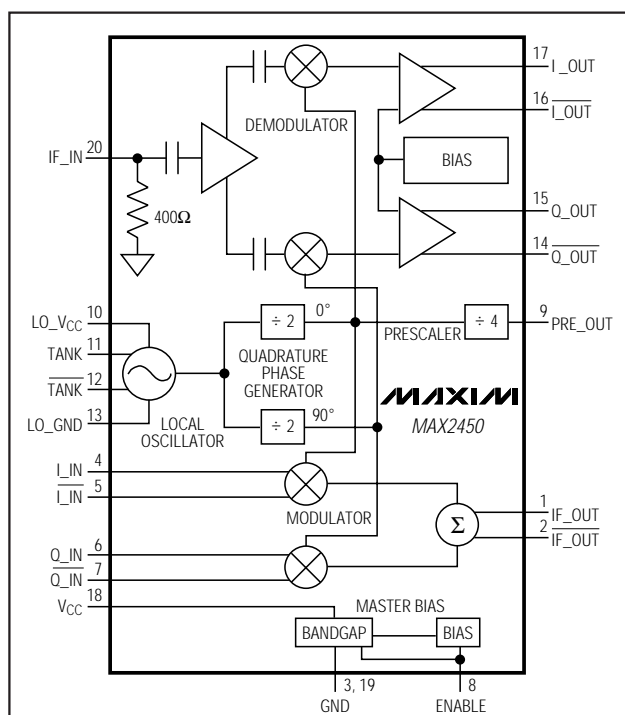 17
I_OUT
16
I_OUT
DEMODULATOR
20
IF_IN
BIAS
400Ω
15
Q_OUT
14
Q_OUT
10
LO_VCC
÷ 2
0°
PRESCALER
÷ 4
9
PRE_OUT
11
TANK
12
TANK
QUADRATURE
PHASE
GENERATOR
13
LO_GND
LOCAL
OSCILLATOR
÷ 2
90°
MAXIM
MAX2450
4
I_IN
5
I_IN
MODULATOR
Σ
1
IF_OUT
2
IF_OUT
6
Q_IN
7
Q_IN
18
VCC
MASTER BIAS
BANDGAP
BIAS
3, 19
8
GND
ENABLE